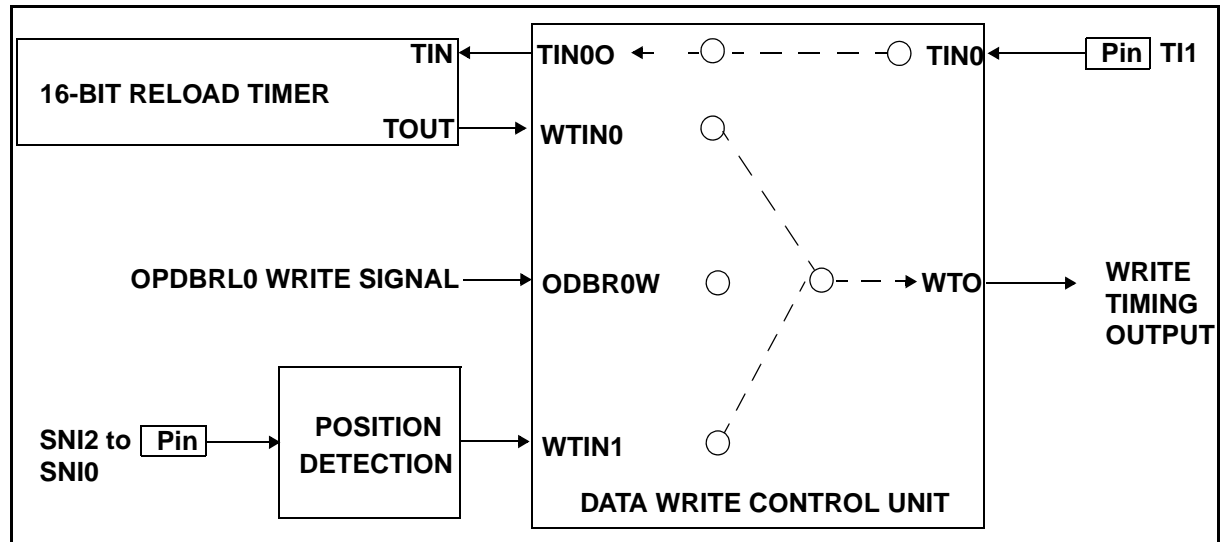 TIN TIN0O TIN0 Pin TI1
16-BIT RELOAD TIMER
TOUT WTIN0
OPDBRL0 WRITE SIGNAL ODBR0W WTO WRITE
TIMING
OUTPUT
SNI2 to Pin
SNI0
POSITION
DETECTION
WTIN1
DATA WRITE CONTROL UNIT